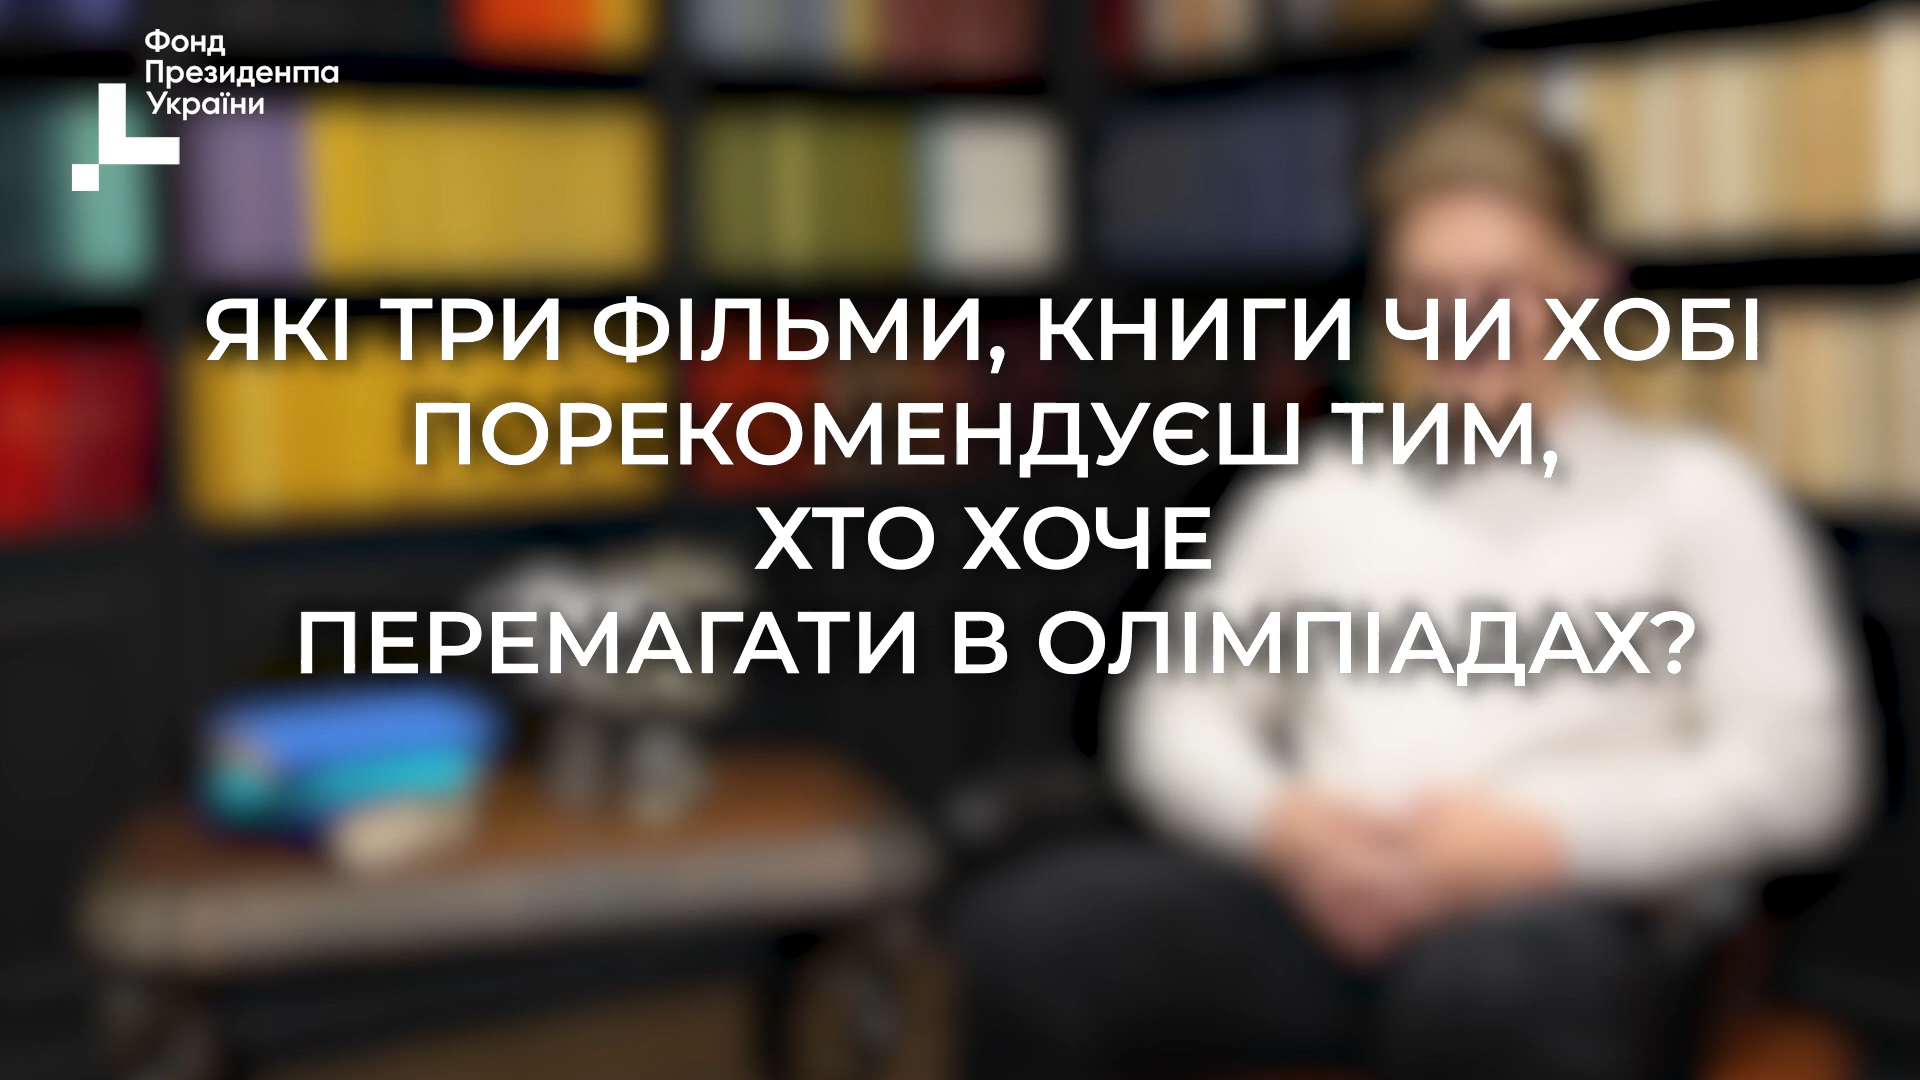 Фонд
Президента
України
ЯКІ ТРИ ФІЛЬМИ, КНИГИ ЧИ ХОБІ
ПОРЕКОМЕНДУЄШ ТИМ,
ХТО ХОЧЕ
ПЕРЕМАГАТИ В ОЛІМПІАДАХ?